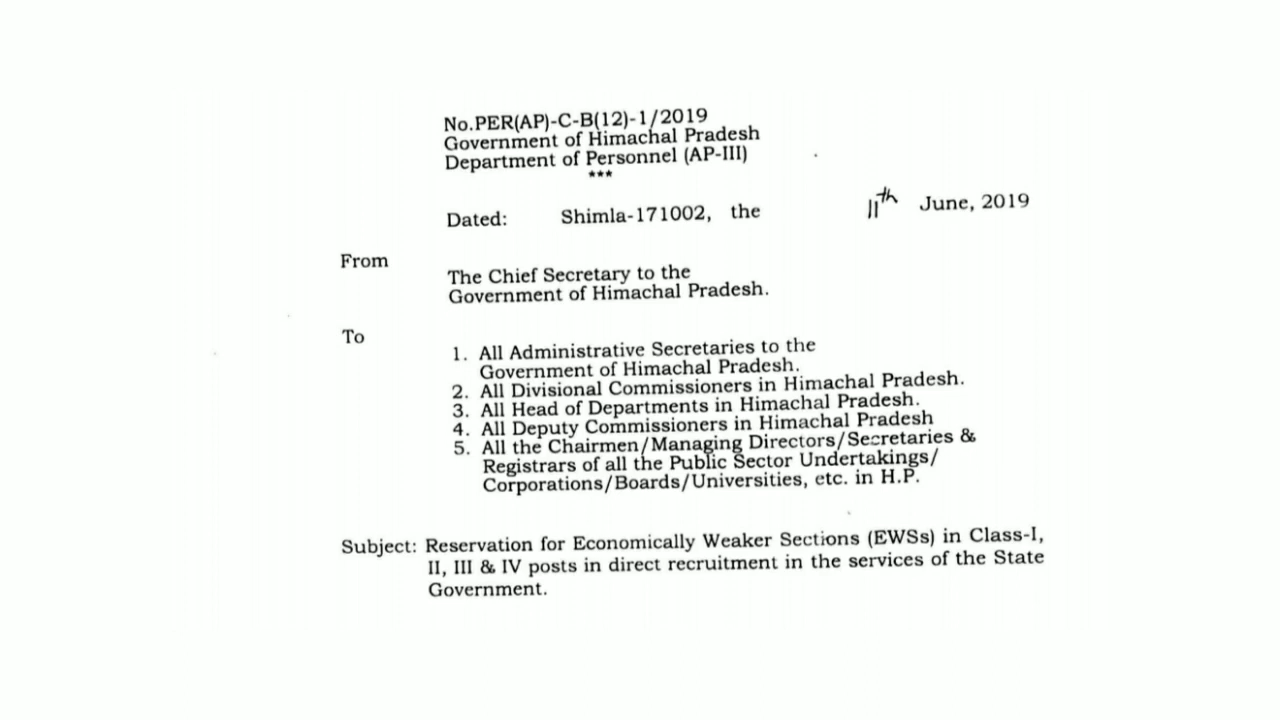 No.PER(AP)-C-B(12)-1/2019
Government of Himachal Pradesh
Department of Personnel (AP-III)
***
Dated: Shimla-171002, the 11th June, 2019
From
The Chief Secretary to the
Government of Himachal Pradesh.
To
1. All Administrative Secretaries to the
Government of Himachal Pradesh.
2. All Divisional Commissioners in Himachal Pradesh.
3. All Head of Departments in Himachal Pradesh.
4. All Deputy Commissioners in Himachal Pradesh
5. All the Chairmen/Managing Directors/Secretaries &
Registrars of all the Public Sector Undertakings/
Corporations/Boards/Universities, etc. in H.P.
Subject: Reservation for Economically Weaker Sections (EWSs) in Class-I,
II, III & IV posts in direct recruitment in the services of the State
Government.